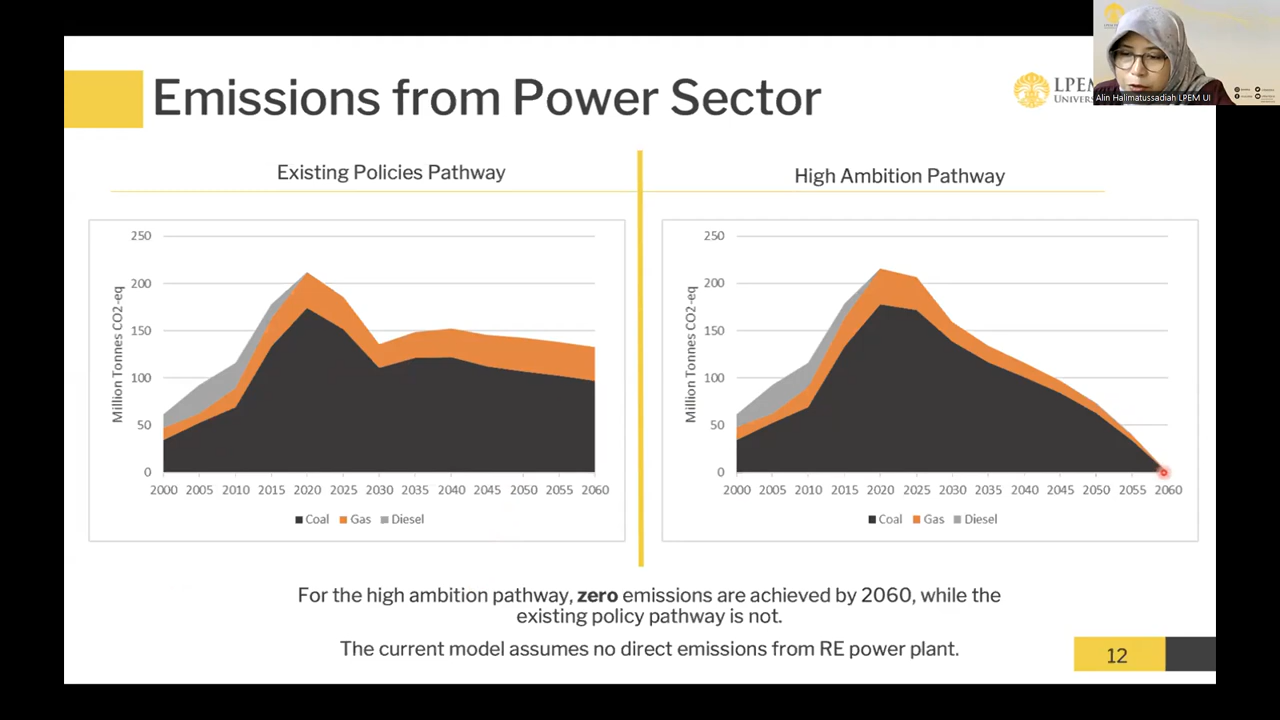 Emissions from Power Sector
LPEM
UNIVERS
Alin Halimatussadiah LPEM UI
Existing Policies Pathway
High Ambition Pathway
Million Tonnes CO2-eq
250
200
150
100
50
0
2000 2005 2010 2015 2020 2025 2030 2035 2040 2045 2050 2055 2060
Coal Gas Diesel
Million Tonnes CO2-eq
250
200
150
100
50
0
2000 2005 2010 2015 2020 2025 2030 2035 2040 2045 2050 2055 2060
Coal Gas Diesel
For the high ambition pathway, zero emissions are achieved by 2060, while the
existing policy pathway is not.
The current model assumes no direct emissions from RE power plant.
12